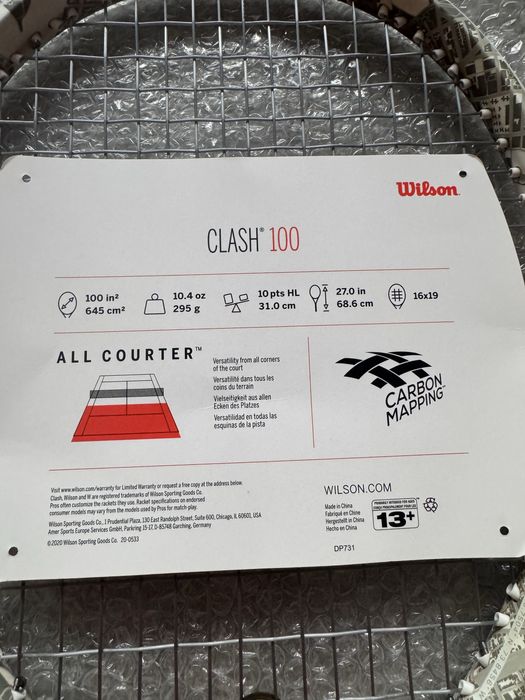 Wilson.
CLASH® 100
100 in²
645 cm²
10.4 oz
295 g
10 pts HL
31.0 cm
27.0 in
68.6 cm
16x19
ALL COURTER™
Versatility from all corners
of the court
Versatilité dans tous les
coins du terrain
Vielseitigkeit aus allen
Ecken des Platzes
Versatilidad en todas las
esquinas de la pista
CARBON
MAPPING™
Visit www.wilson.com/warranty for Limited Warranty or request a free copy at the address below.
Clash, Wilson and W are registered trademarks of Wilson Sporting Goods Co.
Pros often customize the rackets they use. Racket specifications on endorsed
consumer models may vary from the models used by Pros for match-play.
Wilson Sporting Goods Co., 1 Prudential Plaza, 130 East Randolph Street, Suite 600, Chicago, IL 60601, USA
Amer Sports Europe Services GmbH, Parkring 15-17, D-85748 Garching, Germany
©2020 Wilson Sporting Goods Co. 20-0533
WILSON.COM
Made in China
Fabriqué en Chine
Hergestellt in China
Hecho en China
PRIMARILY INTENDED FOR AGES
13+
DP731